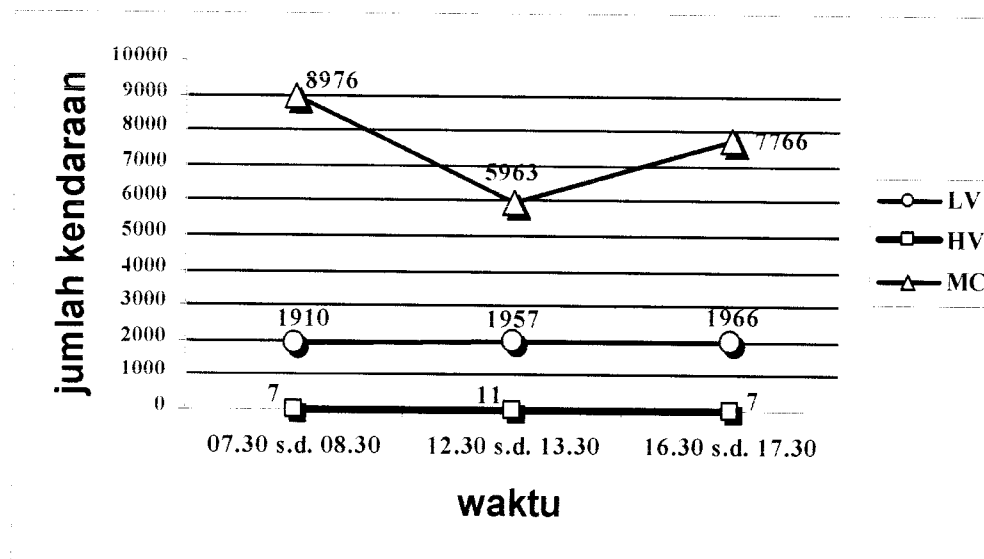 jumlah kendaraan
10000
9000
8000
7000
6000
5000
4000
3000
2000
1000
0
8976
5963
7766
1910
1957
1966
7
11
7
07.30 s.d. 08.30
12.30 s.d. 13.30
16.30 s.d. 17.30
waktu
LV
HV
MC